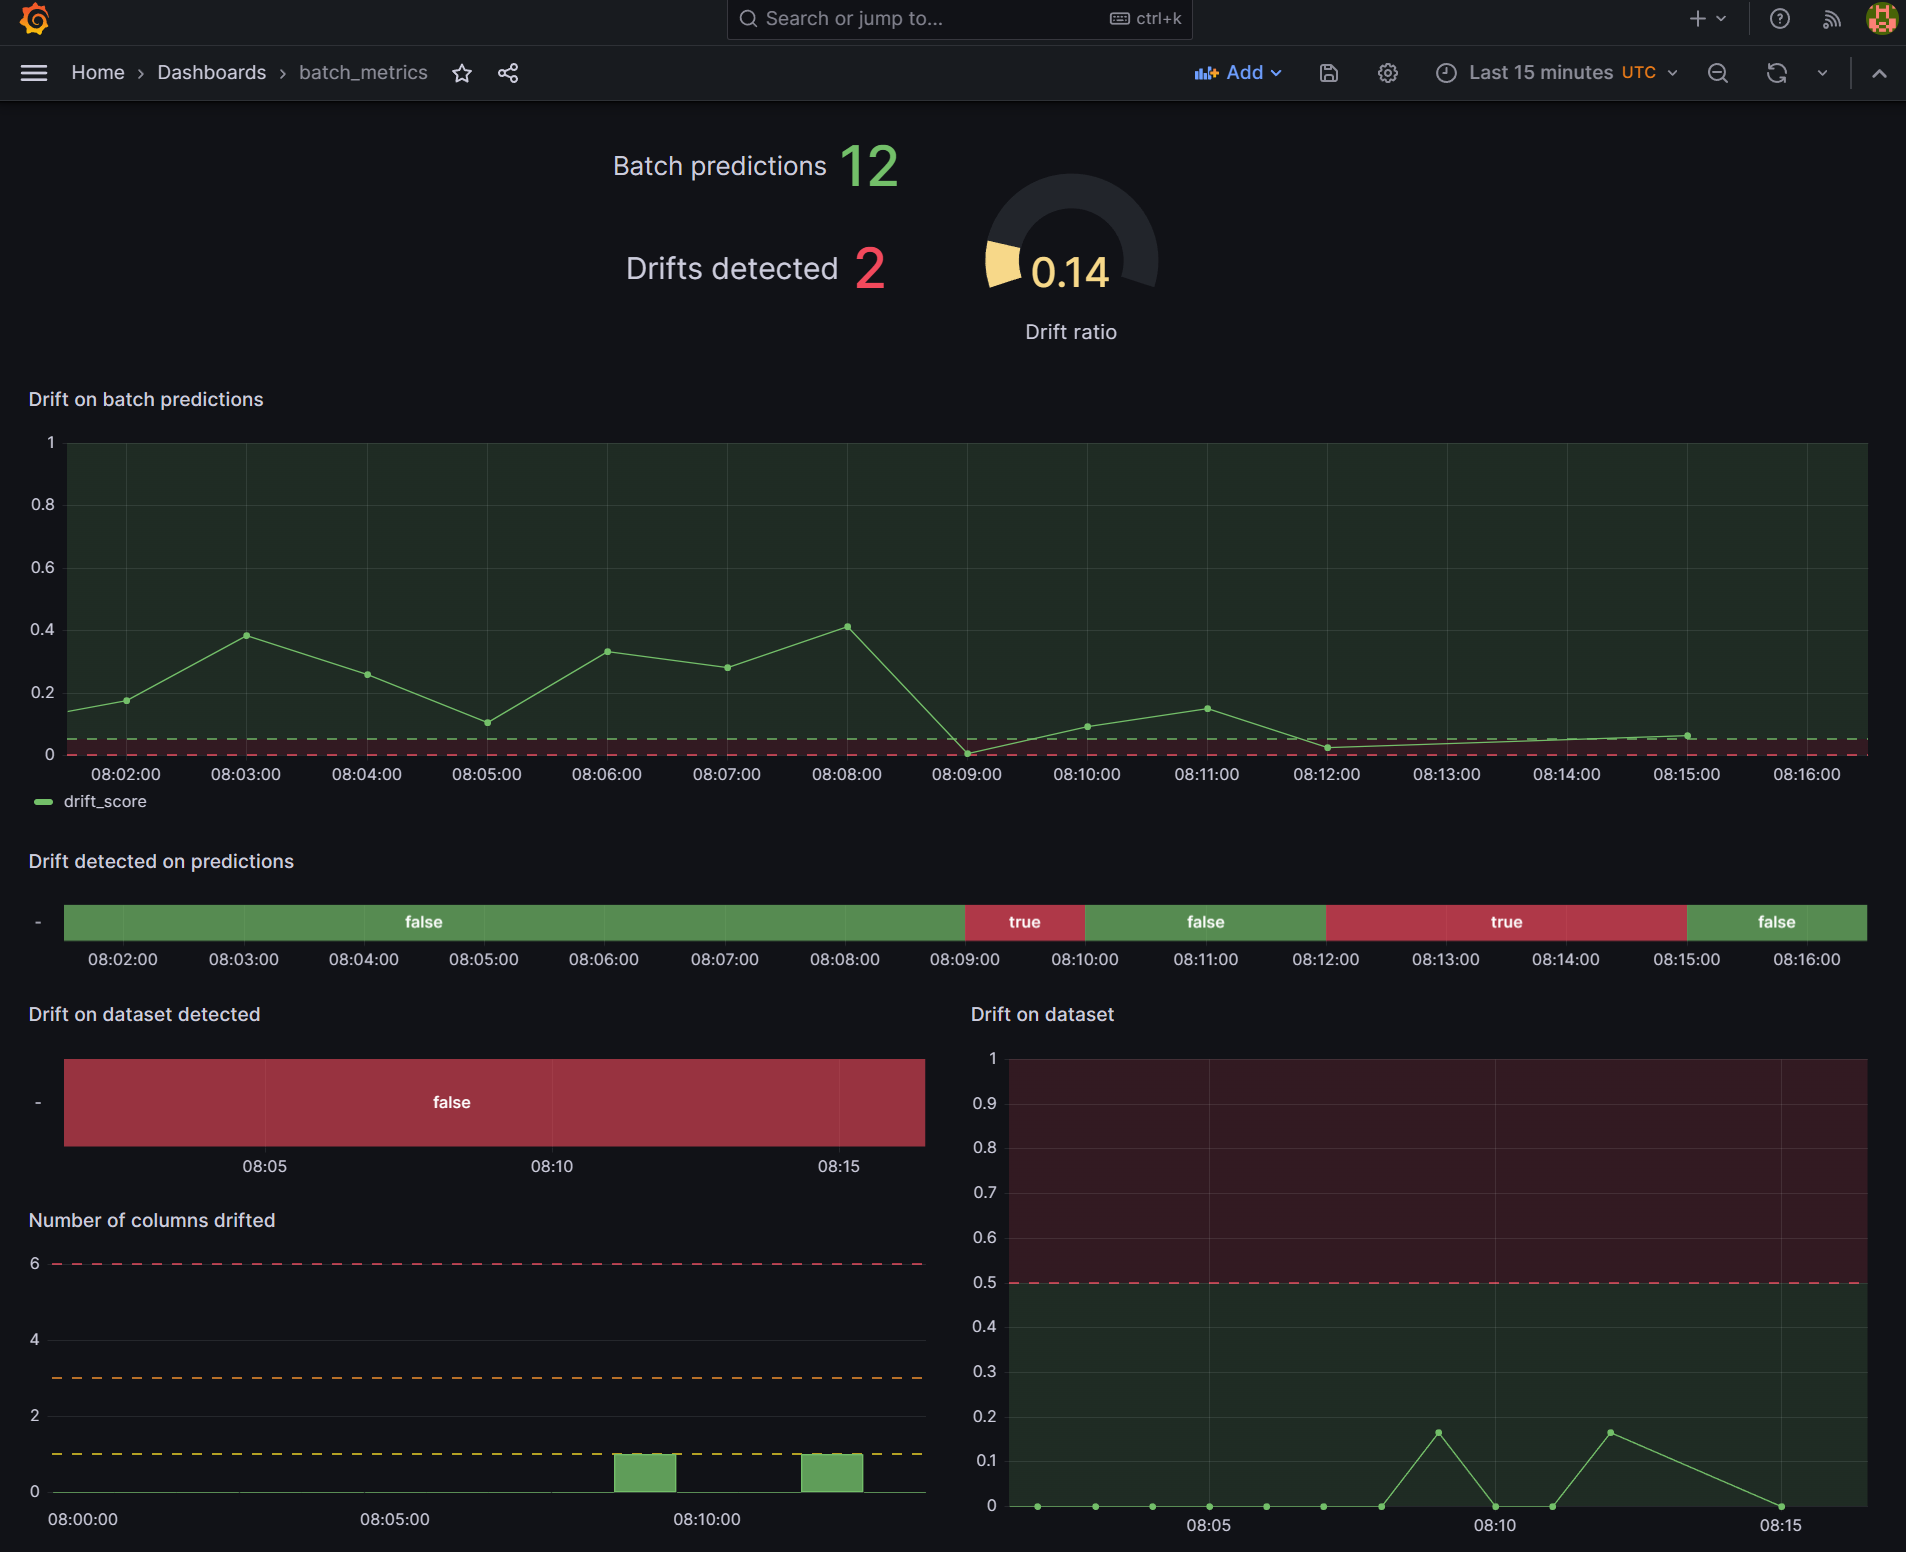 Search or jump to... ctrl+k
Home › Dashboards › batch_metrics Add Last 15 minutes UTC
Batch predictions 12
Drifts detected 2
0.14
Drift ratio
Drift on batch predictions
1
0.8
0.6
0.4
0.2
0
08:02:00 08:03:00 08:04:00 08:05:00 08:06:00 08:07:00 08:08:00 08:09:00 08:10:00 08:11:00 08:12:00 08:13:00 08:14:00 08:15:00 08:16:00
drift_score
Drift detected on predictions
- false true false true false
08:02:00 08:03:00 08:04:00 08:05:00 08:06:00 08:07:00 08:08:00 08:09:00 08:10:00 08:11:00 08:12:00 08:13:00 08:14:00 08:15:00 08:16:00
Drift on dataset detected
- false
08:05 08:10 08:15
Number of columns drifted
6
4
2
0
08:00:00 08:05:00 08:10:00
Drift on dataset
1
0.9
0.8
0.7
0.6
0.5
0.4
0.3
0.2
0.1
0
08:05 08:10 08:15